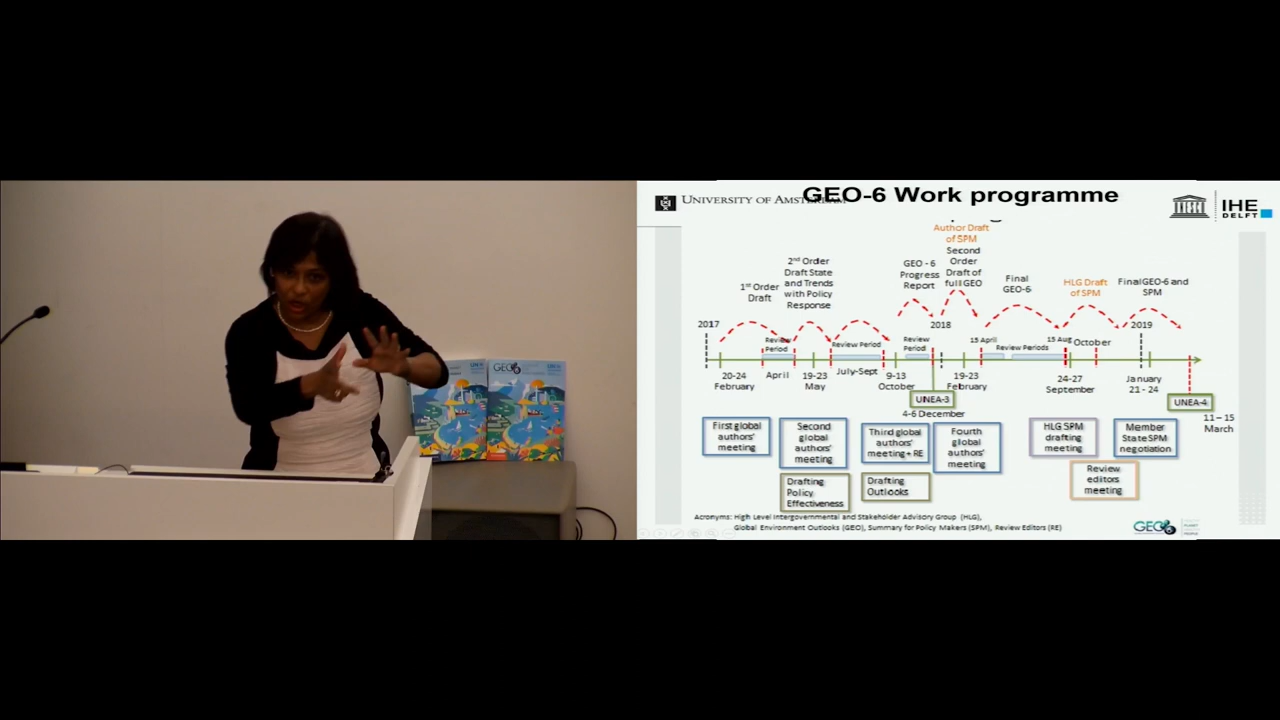 UNIVERSITY OF AMSTERDAM
GEO-6 Work programme
IHE
DELFT
Author Draft
of SPM
Second
Order
Draft of
full GEO
2nd Order
Draft State
and Trends
with Policy
Response
1st Order
Draft
GEO - 6
Progress
Report
Final
GEO-6
HLG Draft
of SPM
Final GEO-6 and
SPM
2017
2018
2019
Review
Period
Review Period
Review
Period
15 April
Review Periods
15 Aug
October
20-24
February
April
19-23
May
July-Sept
9-13
October
19-23
February
24-27
September
January
21 - 24
UNEA-3
4-6 December
UNEA-4
11 – 15
March
First global
authors'
meeting
Second
global
authors'
meeting
Third global
authors'
meeting + RE
Fourth
global
authors'
meeting
HLG SPM
drafting
meeting
Member
State SPM
negotiation
Drafting
Policy
Effectiveness
Drafting
Outlooks
Review
editors
meeting
Acronyms: High Level Intergovernmental and Stakeholder Advisory Group (HLG),
Global Environment Outlooks (GEO), Summary for Policy Makers (SPM), Review Editors (RE)
GEO6
GEO6